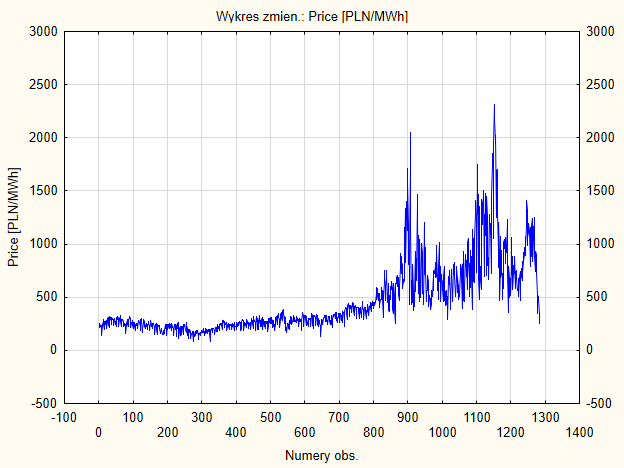 Wykres zmien.: Price [PLN/MWh]
3000 3000
2500 2500
2000 2000
1500 1500
1000 1000
500 500
0 0
-500 -500
Price [PLN/MWh]
-100 100 300 500 700 900 1100 1300
0 200 400 600 800 1000 1200 1400
Numery obs.